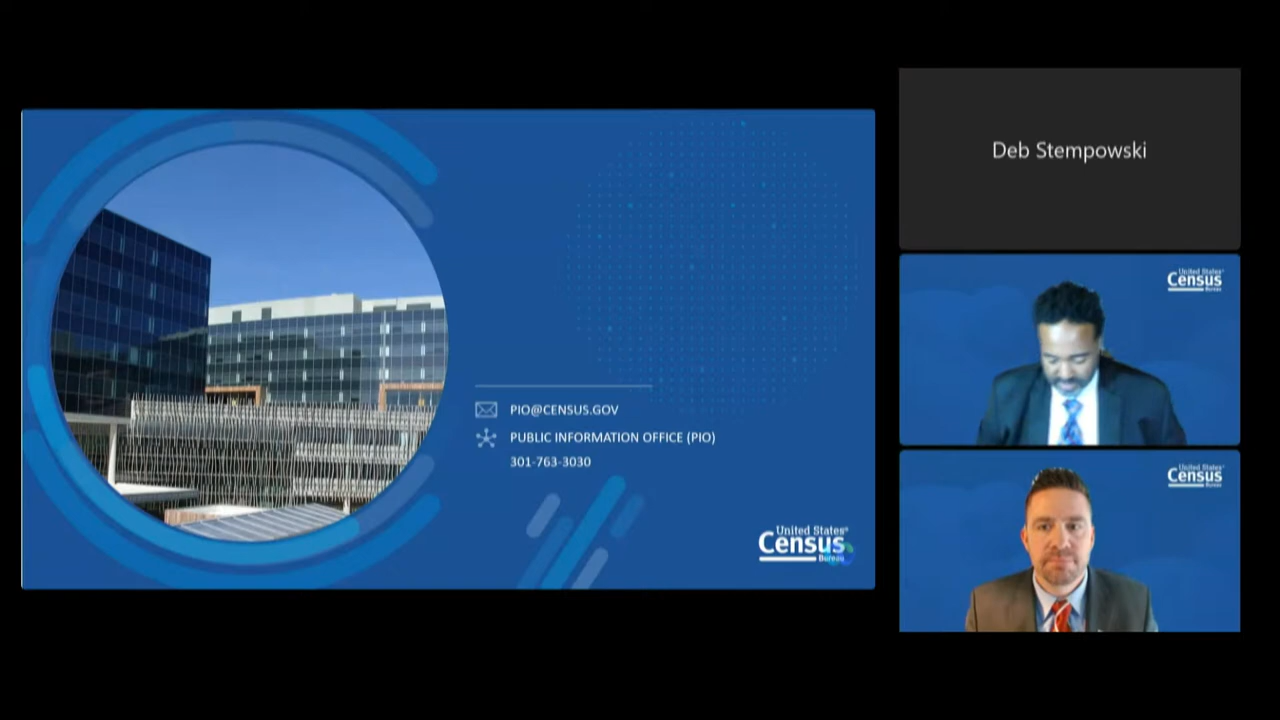 PIO@CENSUS.GOV
PUBLIC INFORMATION OFFICE (PIO)
301-763-3030
United States®
Census
Bureau
Deb Stempowski
United States®
Census
Bureau
United States®
Census
Bureau